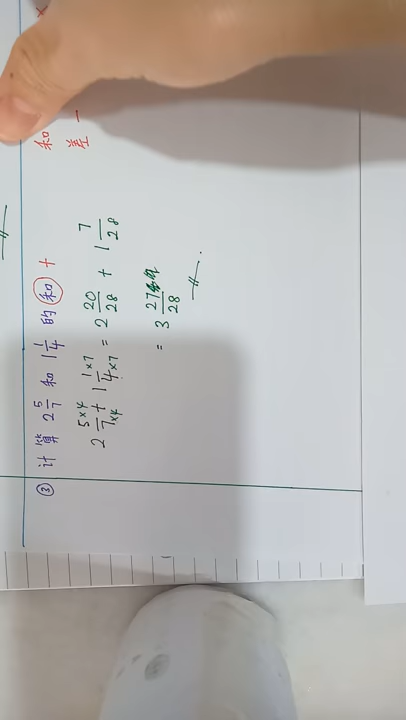 ③ 计算 2 5/7 和 1 1/4 的 和 +
2 5×4/7×4 + 1 1×7/4×7 = 2 20/28 + 1 7/28
= 3 27/28
和
差 -